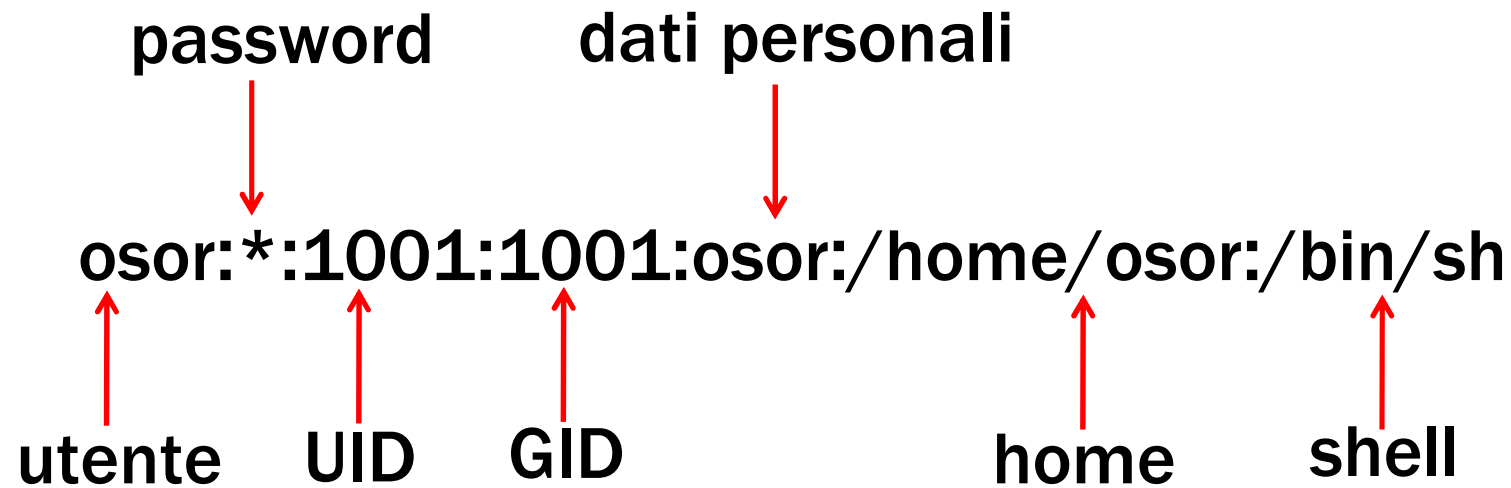 password dati personali
osor:*:1001:1001:osor:/home/osor:/bin/sh
utente UID GID home shell